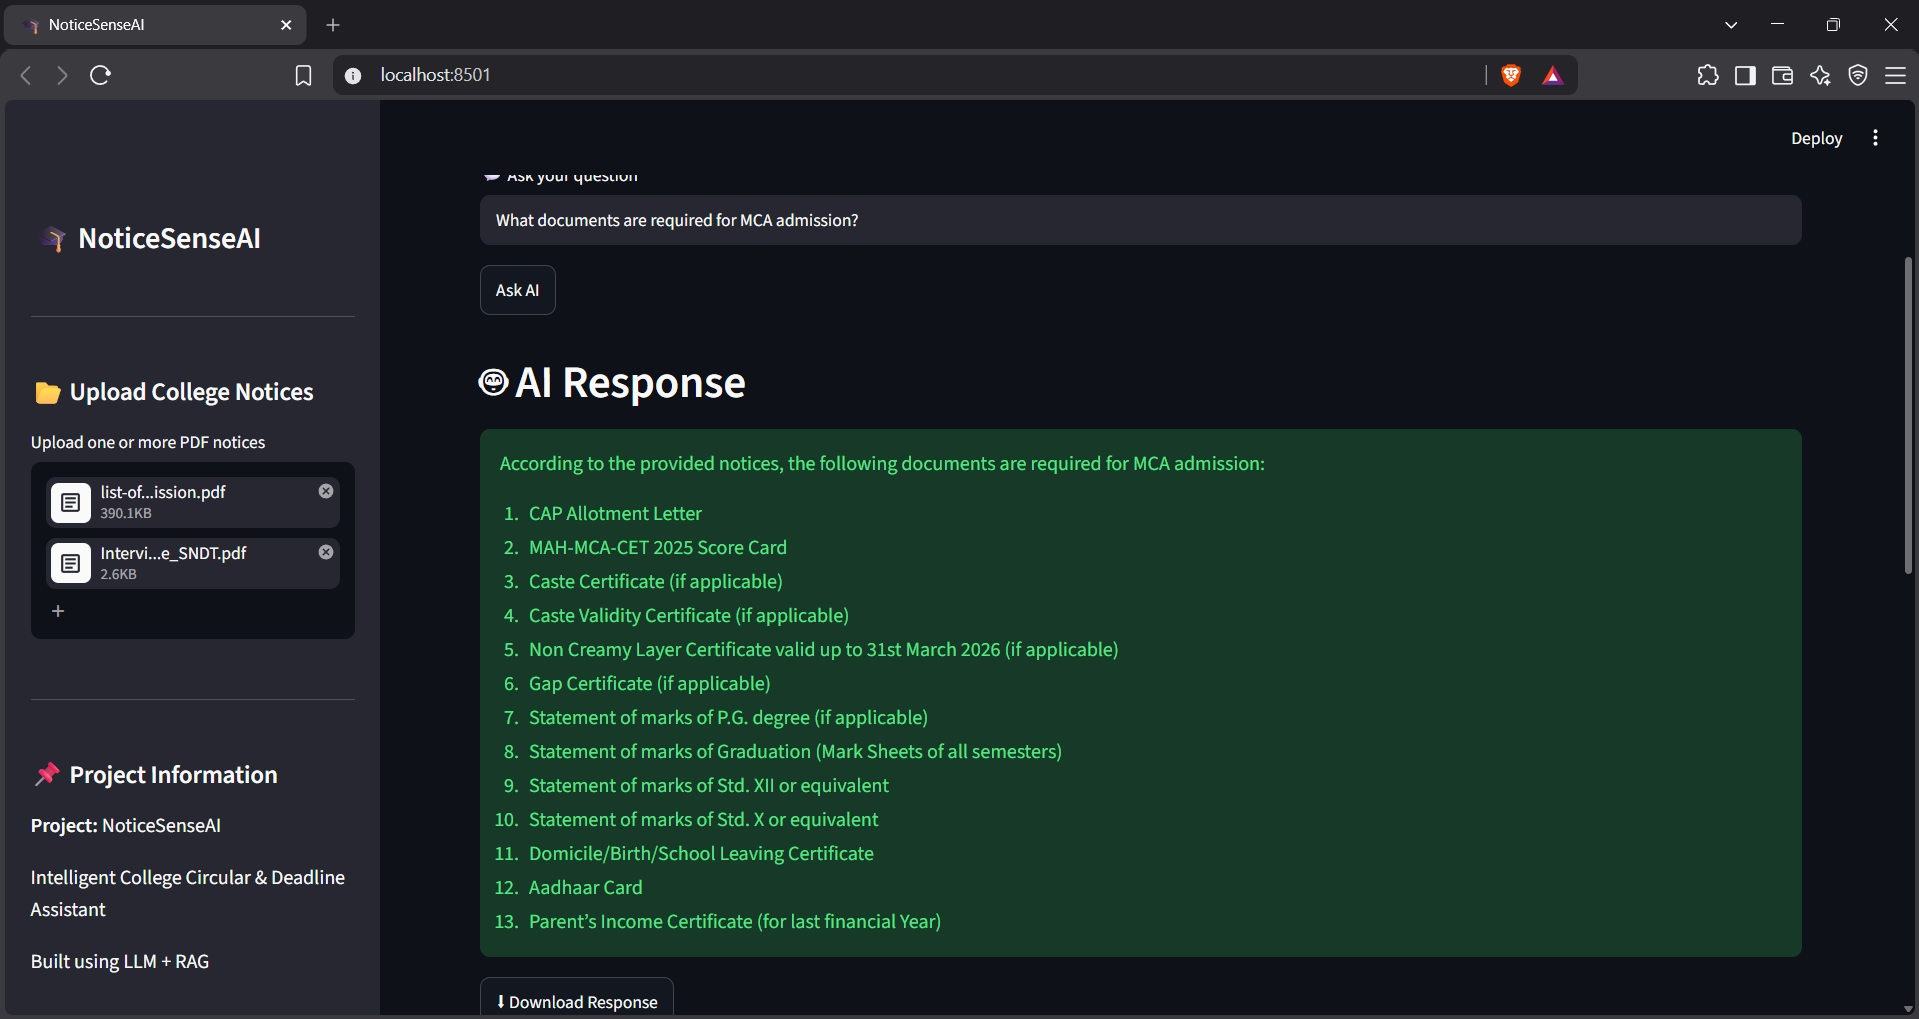 NoticeSenseAI
localhost:8501
Deploy
NoticeSenseAI
Upload College Notices
Upload one or more PDF notices
list-of...ission.pdf
390.1KB
Intervi...e_SNDT.pdf
2.6KB
Project Information
Project: NoticeSenseAI
Intelligent College Circular & Deadline
Assistant
Built using LLM + RAG
Ask your question
What documents are required for MCA admission?
Ask AI
AI Response
According to the provided notices, the following documents are required for MCA admission:
1. CAP Allotment Letter
2. MAH-MCA-CET 2025 Score Card
3. Caste Certificate (if applicable)
4. Caste Validity Certificate (if applicable)
5. Non Creamy Layer Certificate valid up to 31st March 2026 (if applicable)
6. Gap Certificate (if applicable)
7. Statement of marks of P.G. degree (if applicable)
8. Statement of marks of Graduation (Mark Sheets of all semesters)
9. Statement of marks of Std. XII or equivalent
10. Statement of marks of Std. X or equivalent
11. Domicile/Birth/School Leaving Certificate
12. Aadhaar Card
13. Parent’s Income Certificate (for last financial Year)
Download Response